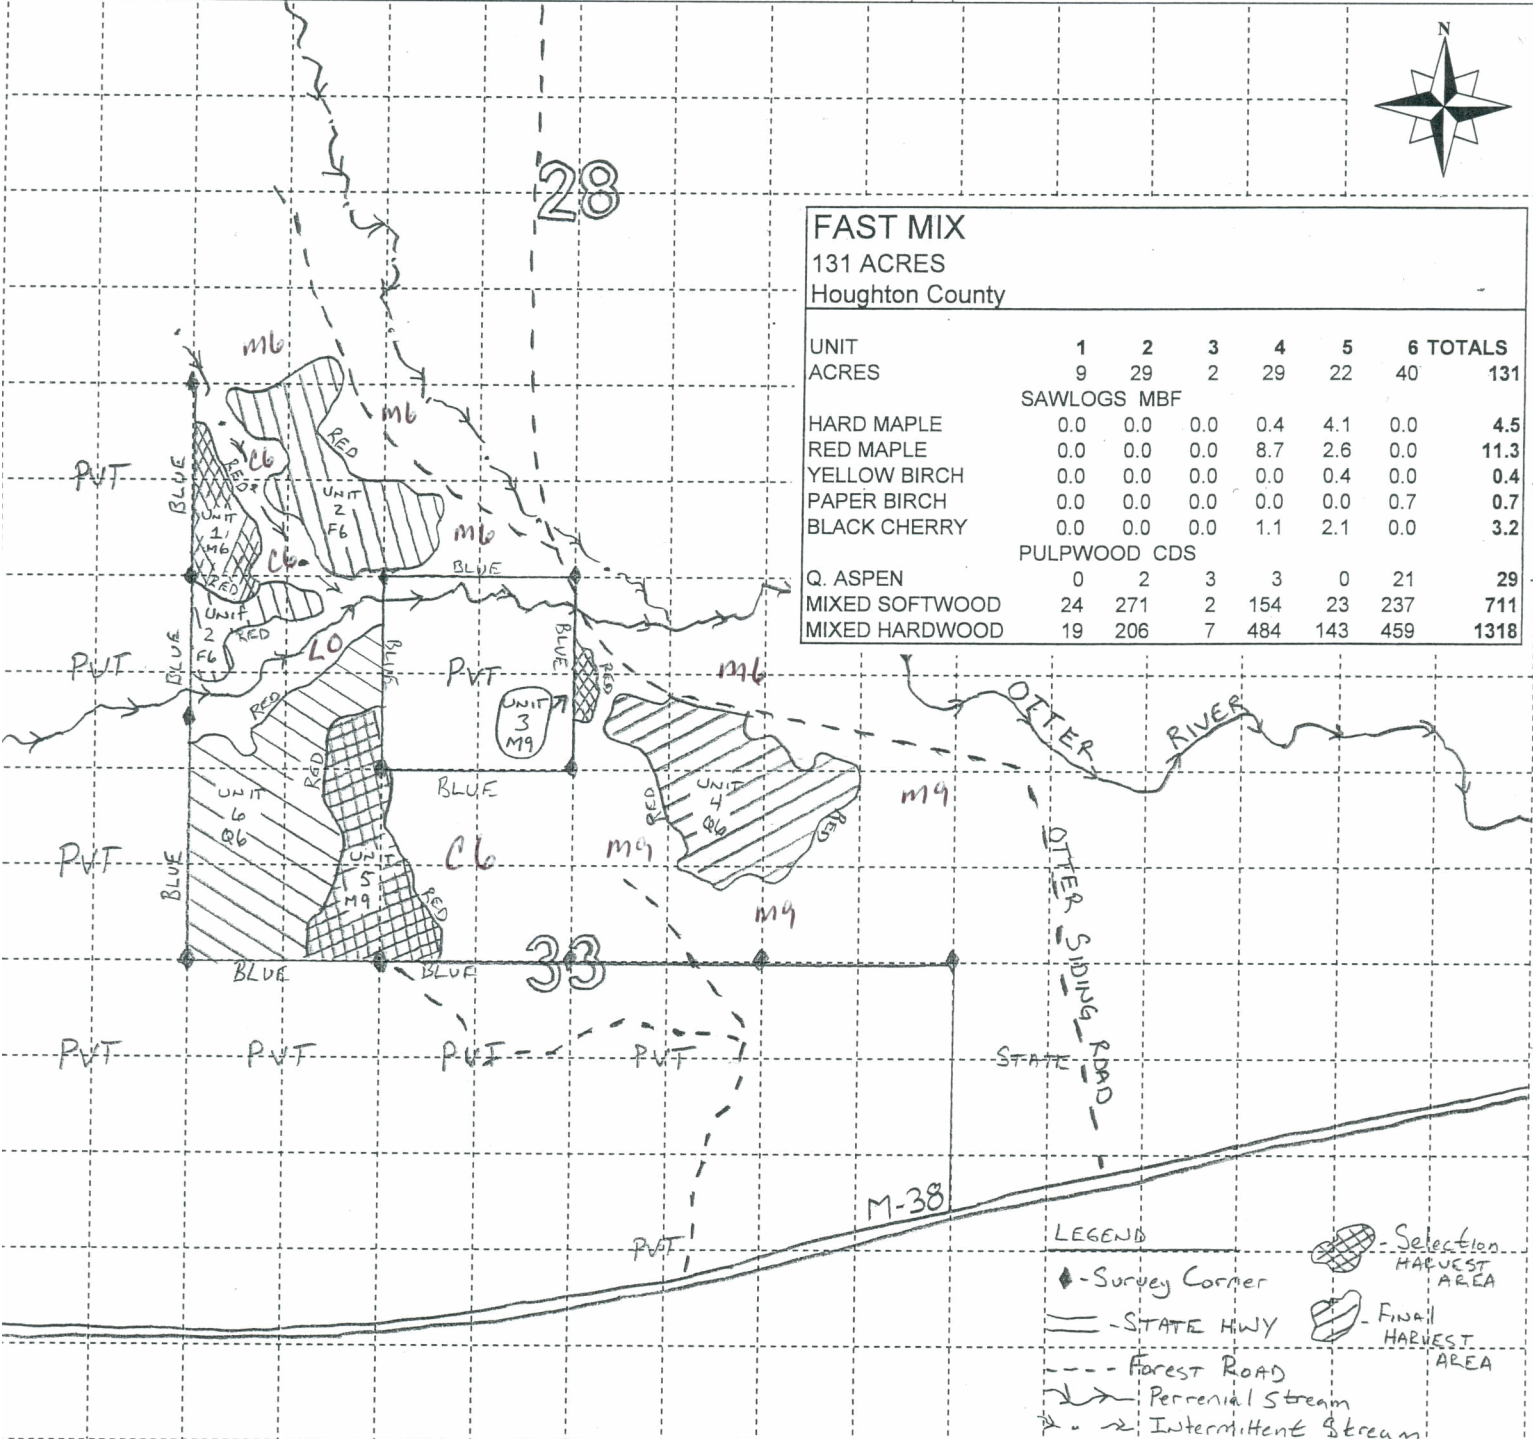 N
28
FAST MIX
131 ACRES
Houghton County
UNIT 1 2 3 4 5 6 TOTALS
ACRES 9 29 2 29 22 40 131
SAWLOGS MBF
HARD MAPLE 0.0 0.0 0.0 0.4 4.1 0.0 4.5
RED MAPLE 0.0 0.0 0.0 8.7 2.6 0.0 11.3
YELLOW BIRCH 0.0 0.0 0.0 0.0 0.4 0.0 0.4
PAPER BIRCH 0.0 0.0 0.0 0.0 0.0 0.7 0.7
BLACK CHERRY 0.0 0.0 0.0 1.1 2.1 0.0 3.2
PULPWOOD CDS
Q. ASPEN 0 2 3 3 0 21 29
MIXED SOFTWOOD 24 271 2 154 23 237 711
MIXED HARDWOOD 19 206 7 484 143 459 1318
M6
M6
RED
PVT
BLUE
RED
C6
UNIT
2
F6
UNIT
1
M6
M6
C6
BLUE
RED
UNIT
2
F6
RED
BLUE
PVT
LO
BLUE
PVT
BLUE
RED
M6
RED
UNIT
3
M9
OTTER RIVER
RED
BLUE
UNIT
6
Q6
RED
UNIT
4
Q6
RED
M9
PVT
BLUE
UNIT
5
M9
C6
M9
RED
M9
OTTER SIDING ROAD
BLUE
BLUE
33
PVT
PVT
PVT
PVT
STATE
M-38
PVT
LEGEND
- Survey Corner
- STATE HWY
---- Forest ROAD
Perrenial Stream
Intermittent Stream
- Selection
HARVEST
AREA
- FINAL
HARVEST
AREA